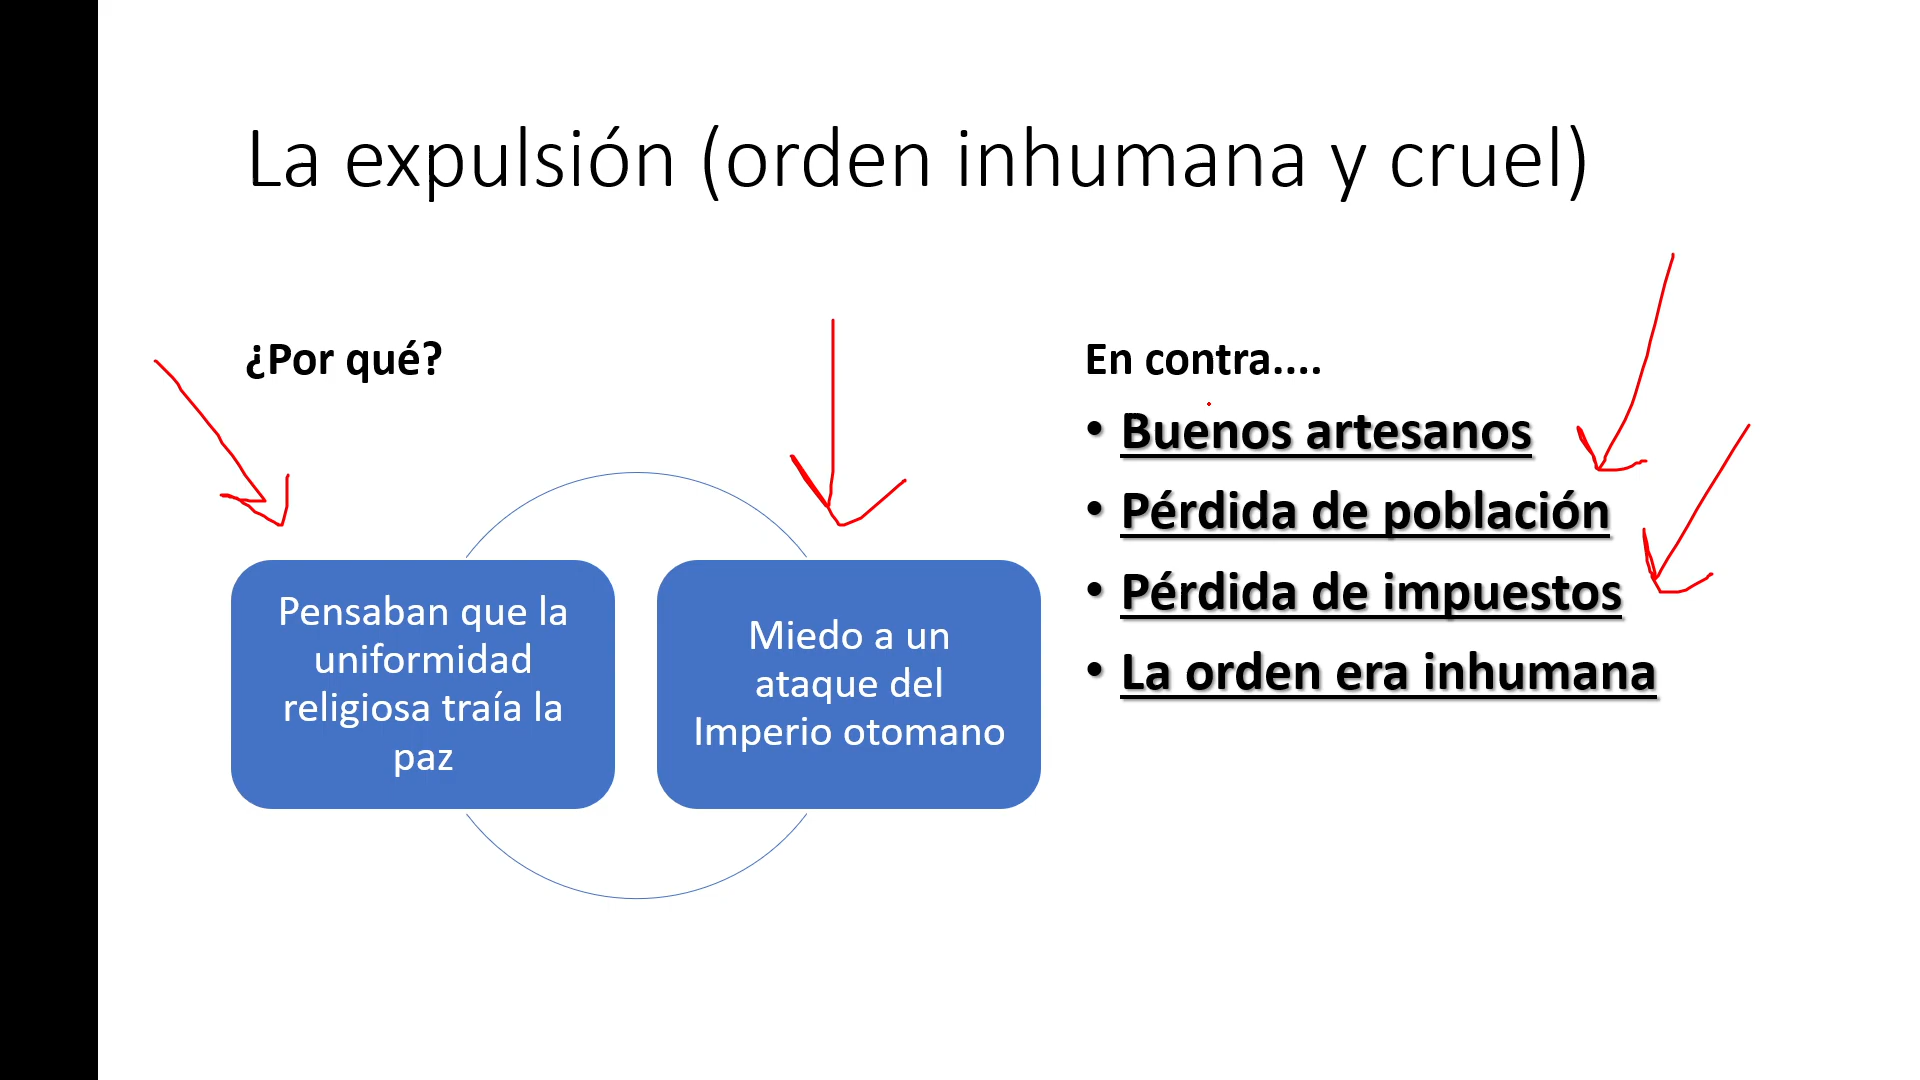 La expulsión (orden inhumana y cruel)
¿Por qué?
Pensaban que la
uniformidad
religiosa traía la
paz
Miedo a un
ataque del
Imperio otomano
En contra....
• Buenos artesanos
• Pérdida de población
• Pérdida de impuestos
• La orden era inhumana